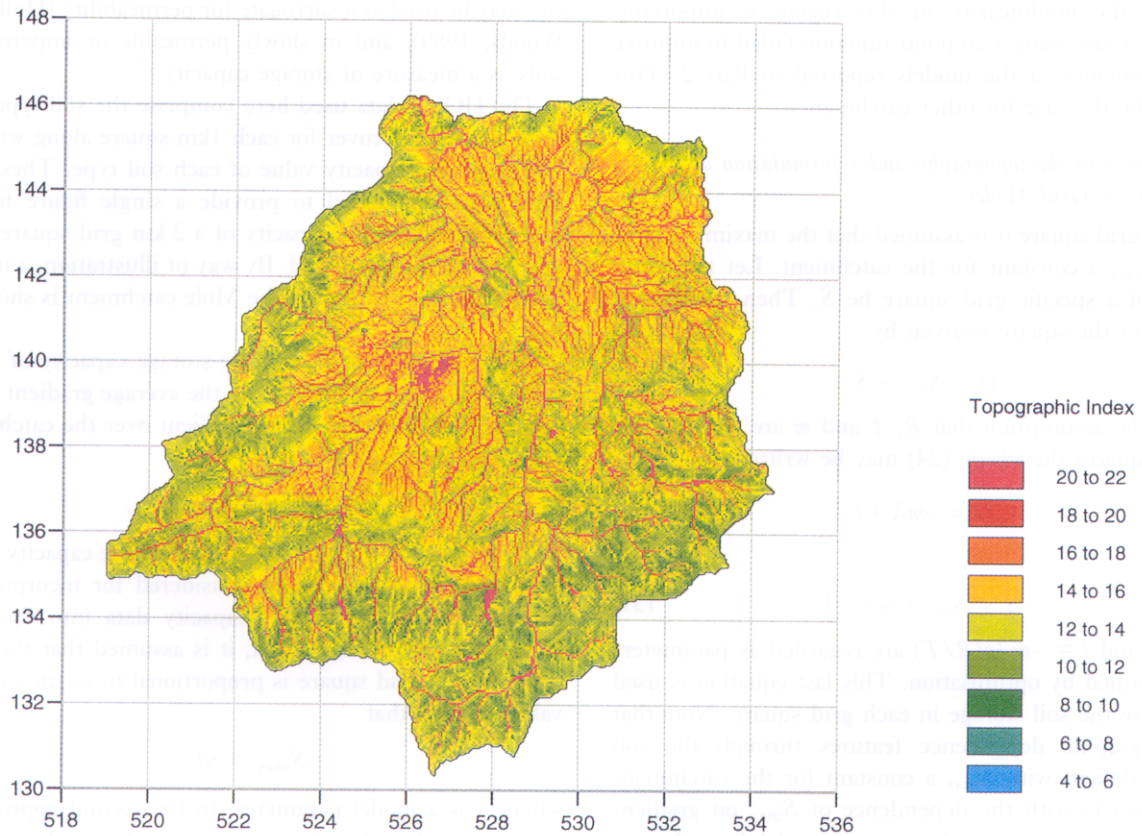 148
146
144
142
140
138
136
134
132
130
518 520 522 524 526 528 530 532 534 536
Topographic Index
20 to 22
18 to 20
16 to 18
14 to 16
12 to 14
10 to 12
8 to 10
6 to 8
4 to 6